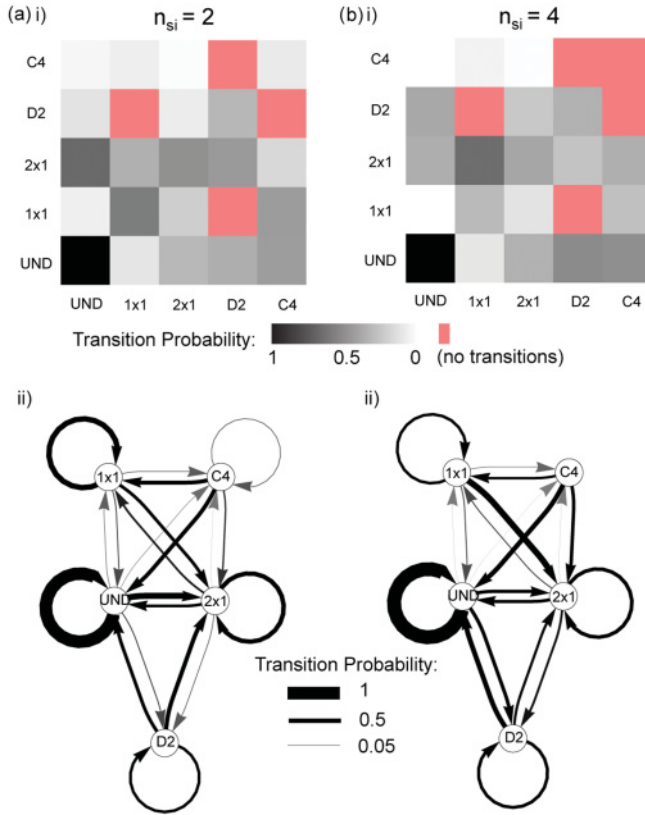 (a) i) n_si = 2
C4
D2
2x1
1x1
UND
UND 1x1 2x1 D2 C4
(b) i) n_si = 4
C4
D2
2x1
1x1
UND
UND 1x1 2x1 D2 C4
Transition Probability:
1 0.5 0 (no transitions)
ii)
1x1 C4
UND 2x1
D2
ii)
1x1 C4
UND 2x1
D2
Transition Probability:
1
0.5
0.05